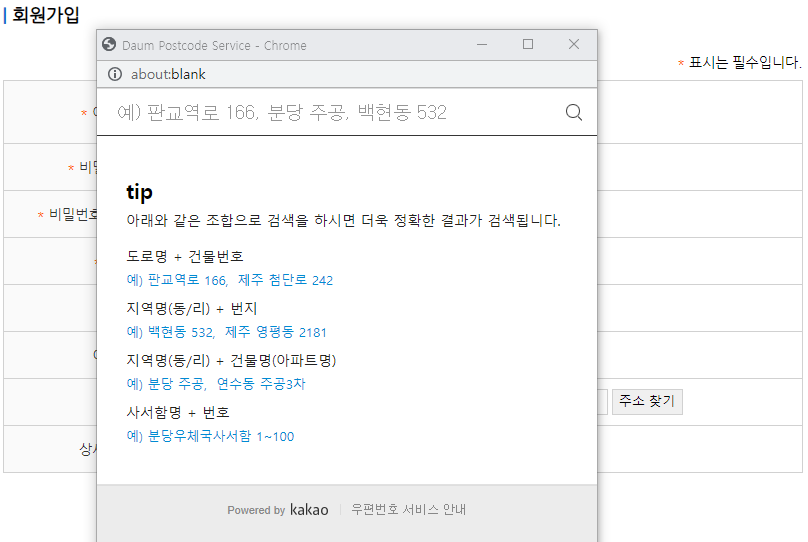 | 회원가입
Daum Postcode Service - Chrome
* 표시는 필수입니다.
about:blank
예) 판교역로 166, 분당 주공, 백현동 532
*
* 비밀
* 비밀번호
*
tip
아래와 같은 조합으로 검색을 하시면 더욱 정확한 결과가 검색됩니다.
도로명 + 건물번호
예) 판교역로 166, 제주 첨단로 242
지역명(동/리) + 번지
예) 백현동 532, 제주 영평동 2181
지역명(동/리) + 건물명(아파트명)
예) 분당 주공, 연수동 주공3차
주소 찾기
사서함명 + 번호
예) 분당우체국사서함 1~100
Powered by kakao
우편번호 서비스 안내